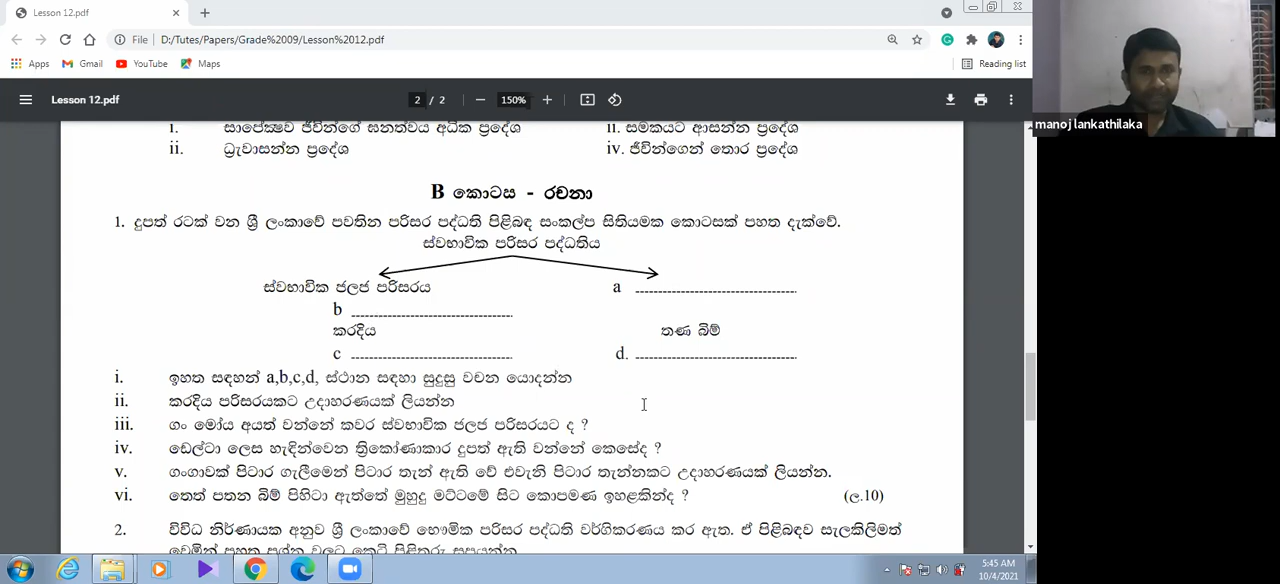 Lesson 12.pdf
File | D:/Tutes/Papers/Grade%2009/Lesson%2012.pdf
Apps Gmail YouTube Maps Reading list
Lesson 12.pdf 2 / 2 150%
manoj lankathilaka
i. සාපේක්‍ෂව ජීවින්ගේ ඝනත්වය අධික ප්‍රදේශ ii. සමකයට ආසන්න ප්‍රදේශ
ii. ධ්‍රැවාසන්න ප්‍රදේශ iv. ජීවින්ගෙන් තොර ප්‍රදේශ
B කොටස - රචනා
1. දූපත් රටක් වන ශ්‍රී ලංකාවේ පවතින පරිසර පද්ධති පිළිබඳ සංකල්ප සිතියමක කොටසක් පහත දැක්වේ.
ස්වභාවික පරිසර පද්ධතිය
ස්වභාවික ජලජ පරිසරය a
b
කරදිය තණ බිම්
c d.
i. ඉහත සඳහන් a,b,c,d, ස්ථාන සඳහා සුදුසු වචන යොදන්න
ii. කරදිය පරිසරයකට උදාහරණයක් ලියන්න
iii. ගං මෝය අයත් වන්නේ කවර ස්වභාවික ජලජ පරිසරයට ද ?
iv. ඩෙල්ටා ලෙස හැඳින්වෙන ත්‍රිකෝණාකාර දූපත් ඇති වන්නේ කෙසේද ?
v. ගංගාවක් පිටාර ගැලීමෙන් පිටාර තැන් ඇති වේ එවැනි පිටාර තැන්නකට උදාහරණයක් ලියන්න.
vi. තෙත් පතන බිම් පිහිටා ඇත්තේ මුහුදු මට්ටමේ සිට කොපමණ ඉහළකින්ද ? (ල.10)
2. විවිධ නිර්ණායක අනුව ශ්‍රී ලංකාවේ භෞමික පරිසර පද්ධති වර්ගීකරණය කර ඇත. ඒ පිළිබඳව සැලකිලිමත්
වෙමින් පහත ප්‍රශ්න වලට කෙටි පිළිතුරු සපයන්න
5:45 AM
10/4/2021